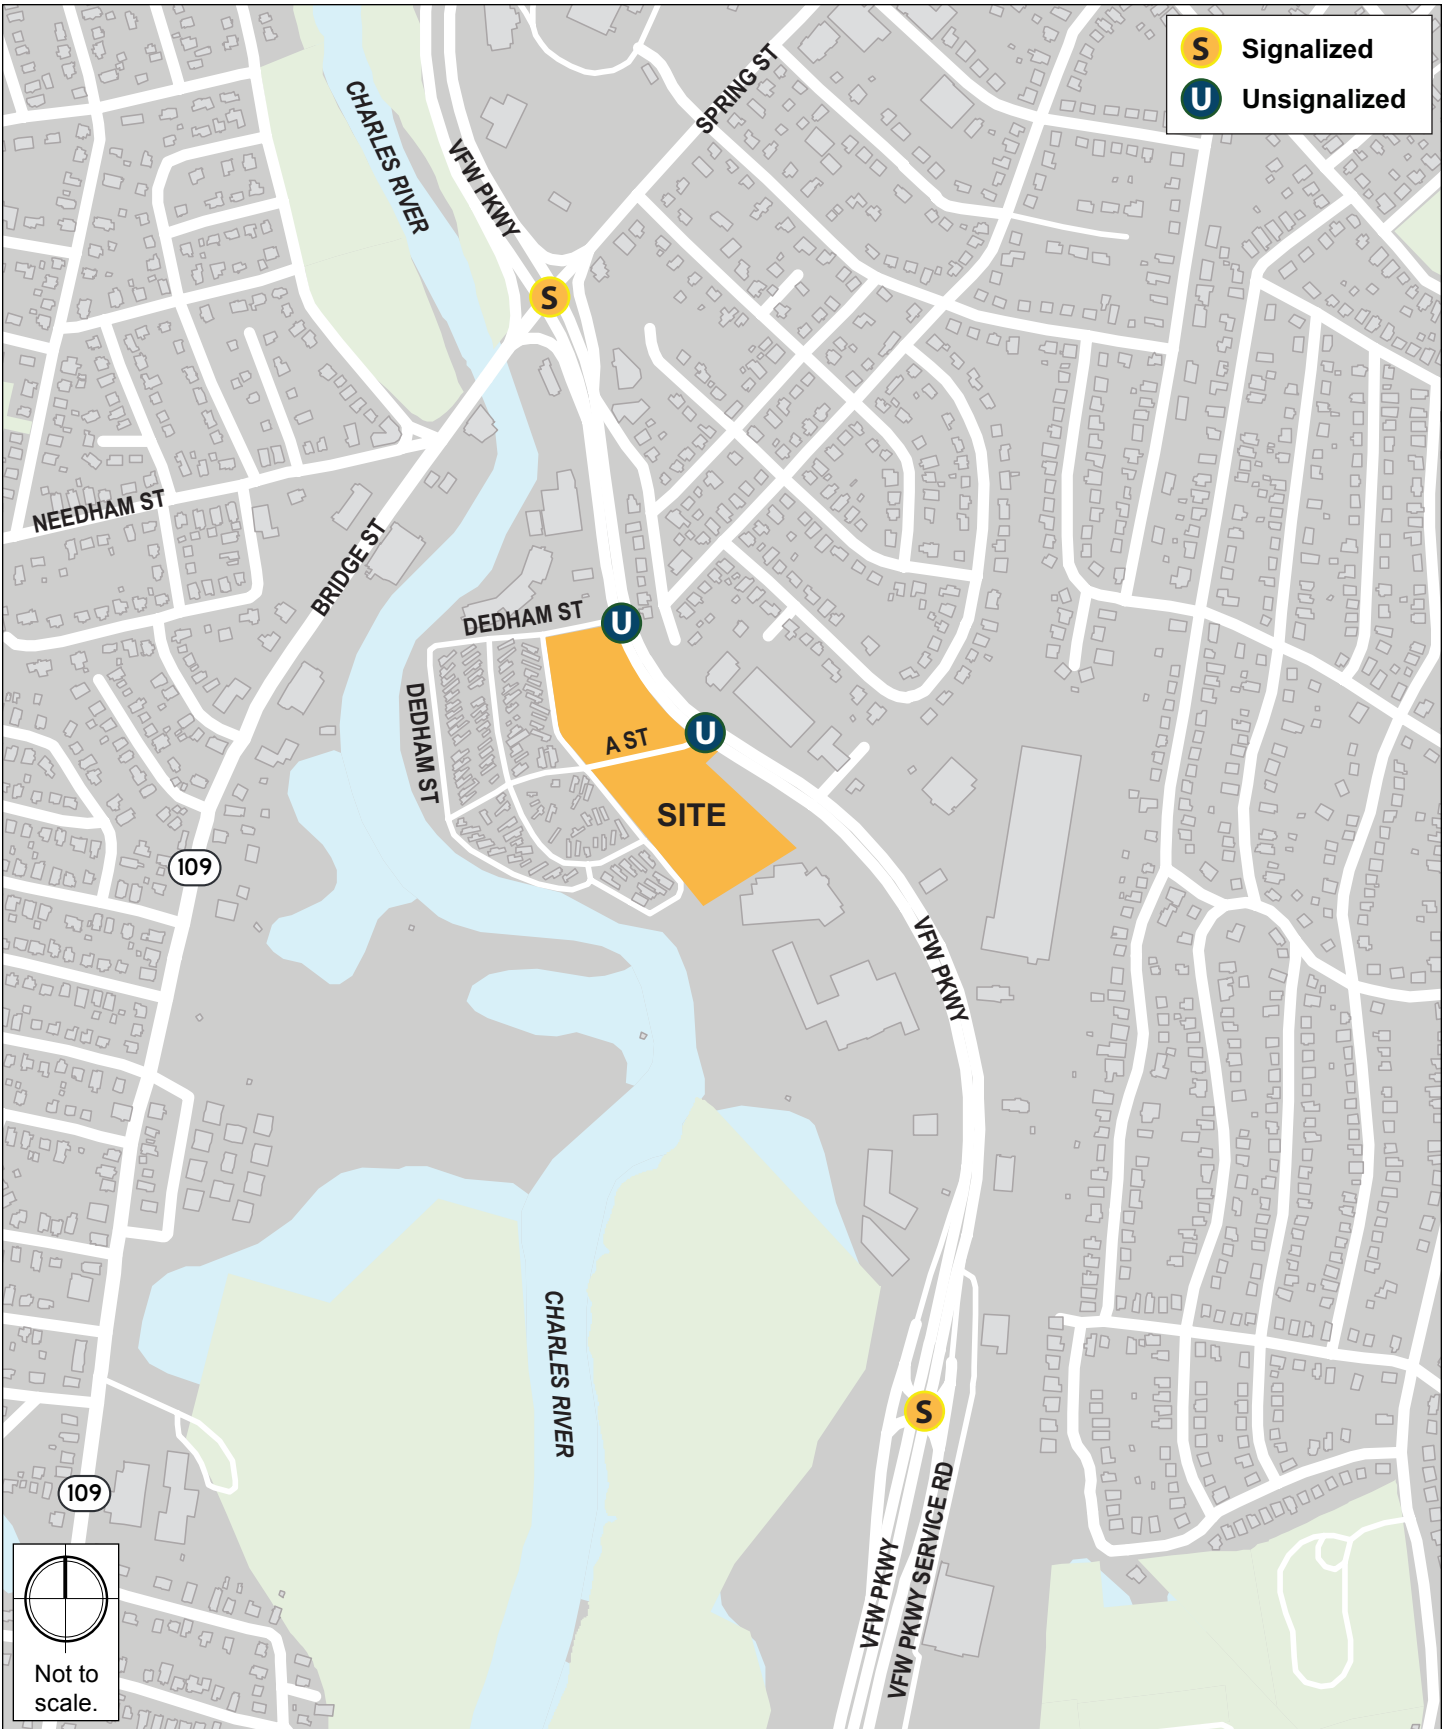 S Signalized
U Unsignalized
SPRING ST
CHARLES RIVER
VFW PKWY
S
NEEDHAM ST
BRIDGE ST
DEDHAM ST
U
DEDHAM ST
A ST
U
SITE
109
VFW PKWY
CHARLES RIVER
S
109
VFW PKWY
VFW PKWY SERVICE RD
Not to
scale.